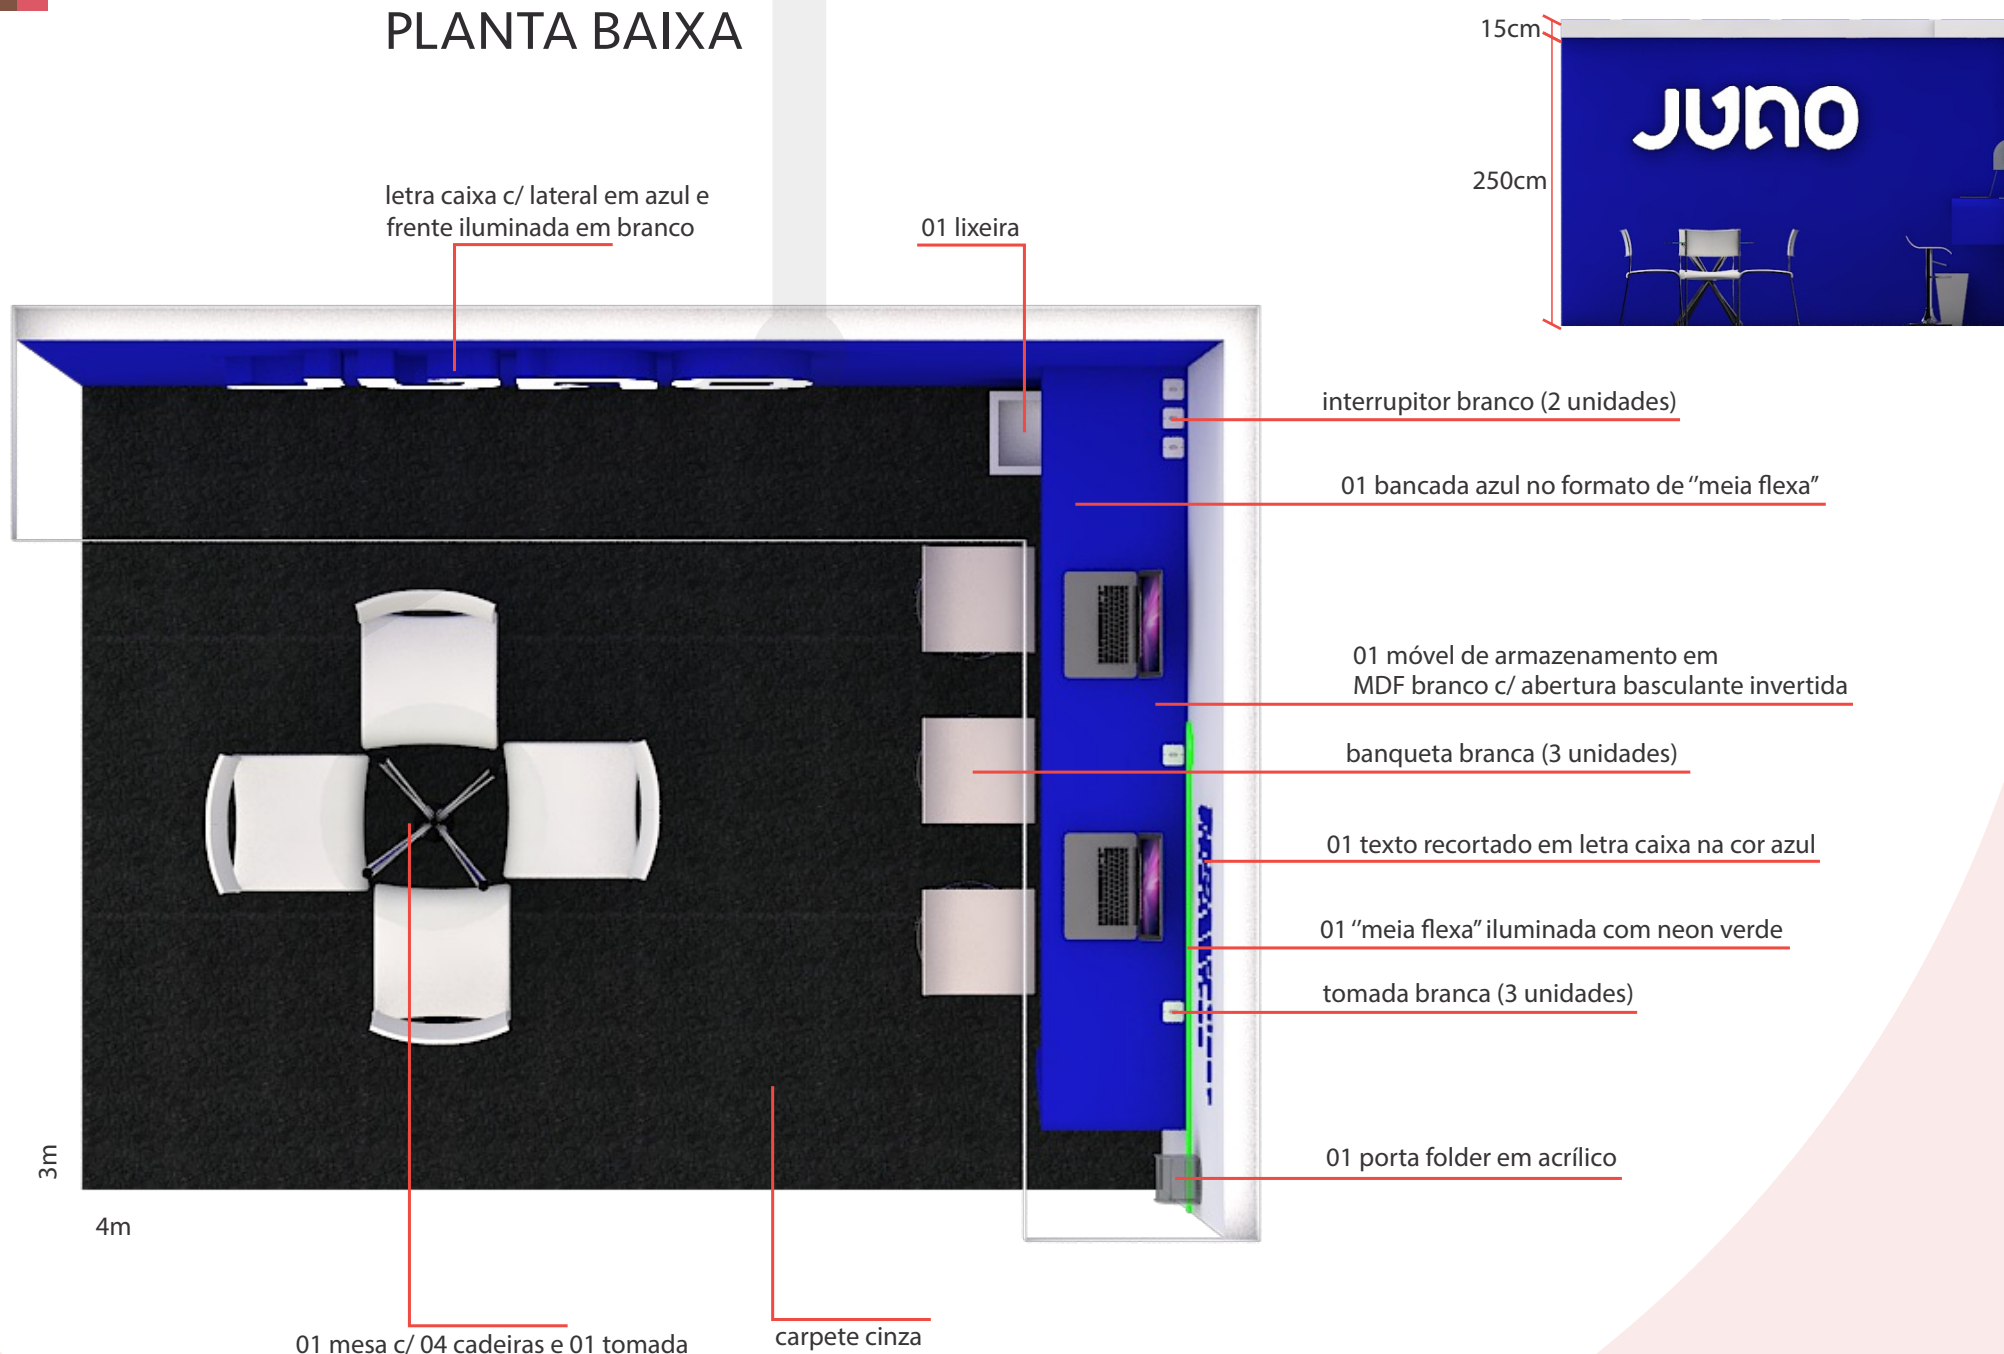 PLANTA BAIXA
15cm
250cm
JUNO
letra caixa c/ lateral em azul e
frente iluminada em branco
01 lixeira
interrupitor branco (2 unidades)
01 bancada azul no formato de ‘’meia flexa’’
01 móvel de armazenamento em
MDF branco c/ abertura basculante invertida
banqueta branca (3 unidades)
01 texto recortado em letra caixa na cor azul
01 ‘’meia flexa’’ iluminada com neon verde
tomada branca (3 unidades)
01 porta folder em acrílico
3m
4m
01 mesa c/ 04 cadeiras e 01 tomada
carpete cinza